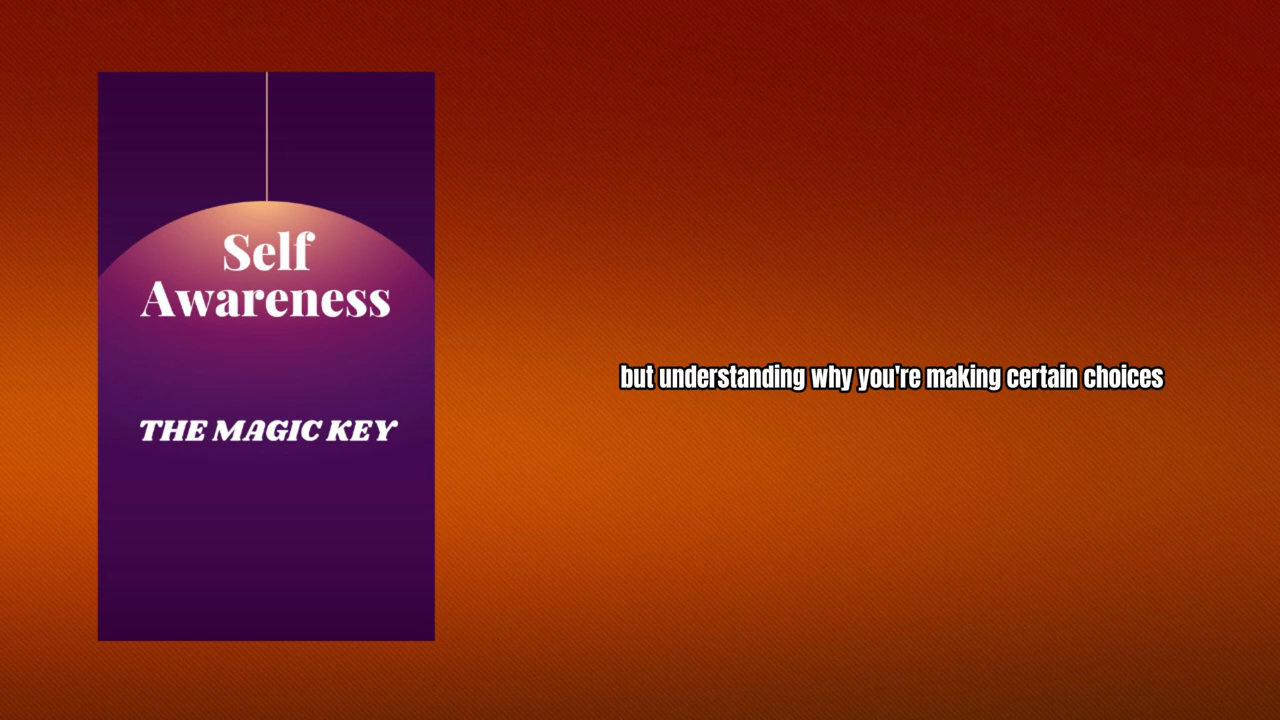 Self
Awareness
THE MAGIC KEY
but understanding why you're making certain choices